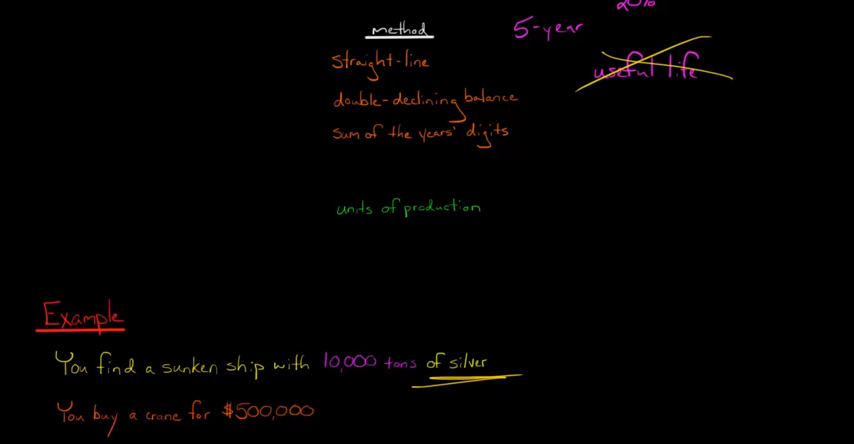 20%
method
5-year
straight-line
useful life
double-declining balance
sum of the years' digits
units of production
Example
You find a sunken ship with 10,000 tons of silver
You buy a crane for $500,000